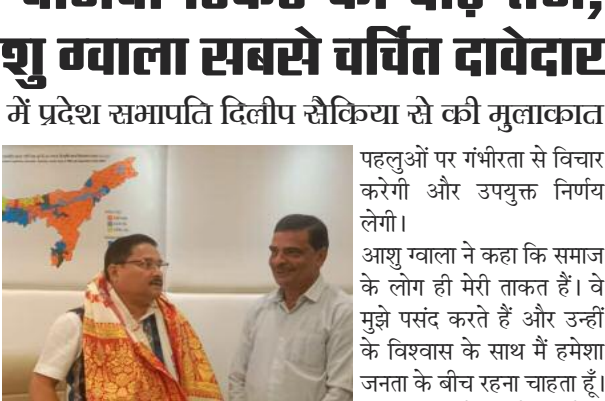 शु ग्वाला सबसे चर्चित दावेदार
में प्रदेश सभापति दिलीप सैकिया से की मुलाकात
पहलुओं पर गंभीरता से विचार
करेगी और उपयुक्त निर्णय
लेगी।
आशु ग्वाला ने कहा कि समाज
के लोग ही मेरी ताकत हैं। वे
मुझे पसंद करते हैं और उन्हीं
के विश्वास के साथ मैं हमेशा
जनता के बीच रहना चाहता हूँ।